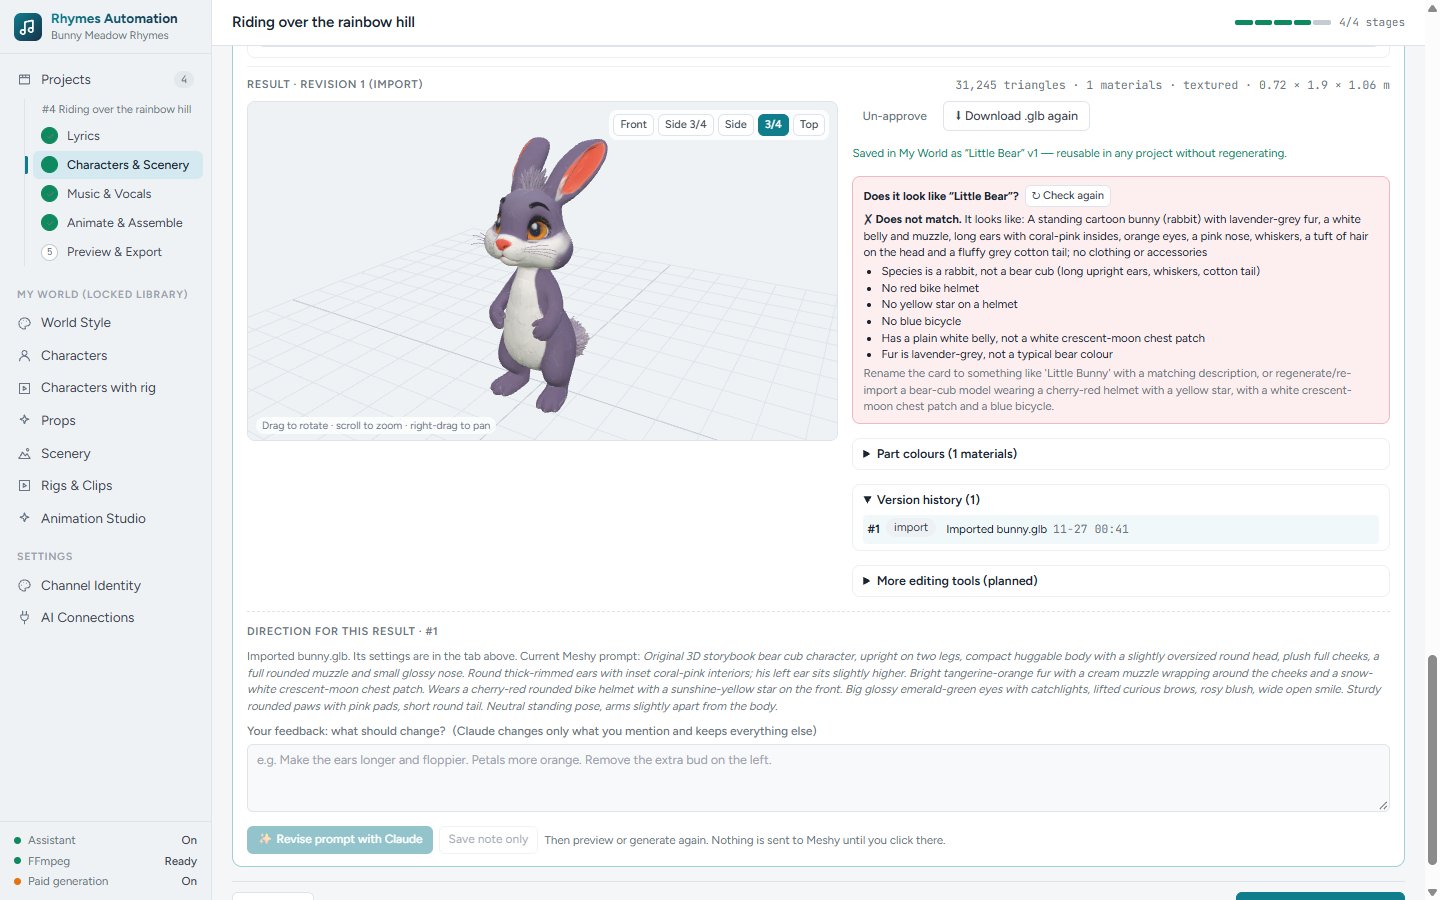 Rhymes Automation
Bunny Meadow Rhymes
Projects 4
#4 Riding over the rainbow hill
Lyrics
Characters & Scenery
Music & Vocals
Animate & Assemble
5 Preview & Export
MY WORLD (LOCKED LIBRARY)
World Style
Characters
Characters with rig
Props
Scenery
Rigs & Clips
Animation Studio
SETTINGS
Channel Identity
AI Connections
Assistant On
FFmpeg Ready
Paid generation On
Riding over the rainbow hill
4/4 stages
RESULT · REVISION 1 (IMPORT)
31,245 triangles · 1 materials · textured · 0.72 × 1.9 × 1.06 m
Front Side 3/4 Side 3/4 Top
Drag to rotate · scroll to zoom · right-drag to pan
Un-approve ⬇ Download .glb again
Saved in My World as “Little Bear” v1 — reusable in any project without regenerating.
Does it look like “Little Bear”? ↻ Check again
✗ Does not match. It looks like: A standing cartoon bunny (rabbit) with lavender-grey fur, a white
belly and muzzle, long ears with coral-pink insides, orange eyes, a pink nose, whiskers, a tuft of hair
on the head and a fluffy grey cotton tail; no clothing or accessories
• Species is a rabbit, not a bear cub (long upright ears, whiskers, cotton tail)
• No red bike helmet
• No yellow star on a helmet
• No blue bicycle
• Has a plain white belly, not a white crescent-moon chest patch
• Fur is lavender-grey, not a typical bear colour
Rename the card to something like 'Little Bunny' with a matching description, or regenerate/re-
import a bear-cub model wearing a cherry-red helmet with a yellow star, with a white crescent-
moon chest patch and a blue bicycle.
▶ Part colours (1 materials)
▼ Version history (1)
#1 import Imported bunny.glb 11-27 00:41
▶ More editing tools (planned)
DIRECTION FOR THIS RESULT · #1
Imported bunny.glb. Its settings are in the tab above. Current Meshy prompt: Original 3D storybook bear cub character, upright on two legs, compact huggable body with a slightly oversized round head, plush full cheeks, a
full rounded muzzle and small glossy nose. Round thick-rimmed ears with inset coral-pink interiors; his left ear sits slightly higher. Bright tangerine-orange fur with a cream muzzle wrapping around the cheeks and a snow-
white crescent-moon chest patch. Wears a cherry-red rounded bike helmet with a sunshine-yellow star on the front. Big glossy emerald-green eyes with catchlights, lifted curious brows, rosy blush, wide open smile. Sturdy
rounded paws with pink pads, short round tail. Neutral standing pose, arms slightly apart from the body.
Your feedback: what should change? (Claude changes only what you mention and keeps everything else)
e.g. Make the ears longer and floppier. Petals more orange. Remove the extra bud on the left.
✨ Revise prompt with Claude Save note only Then preview or generate again. Nothing is sent to Meshy until you click there.